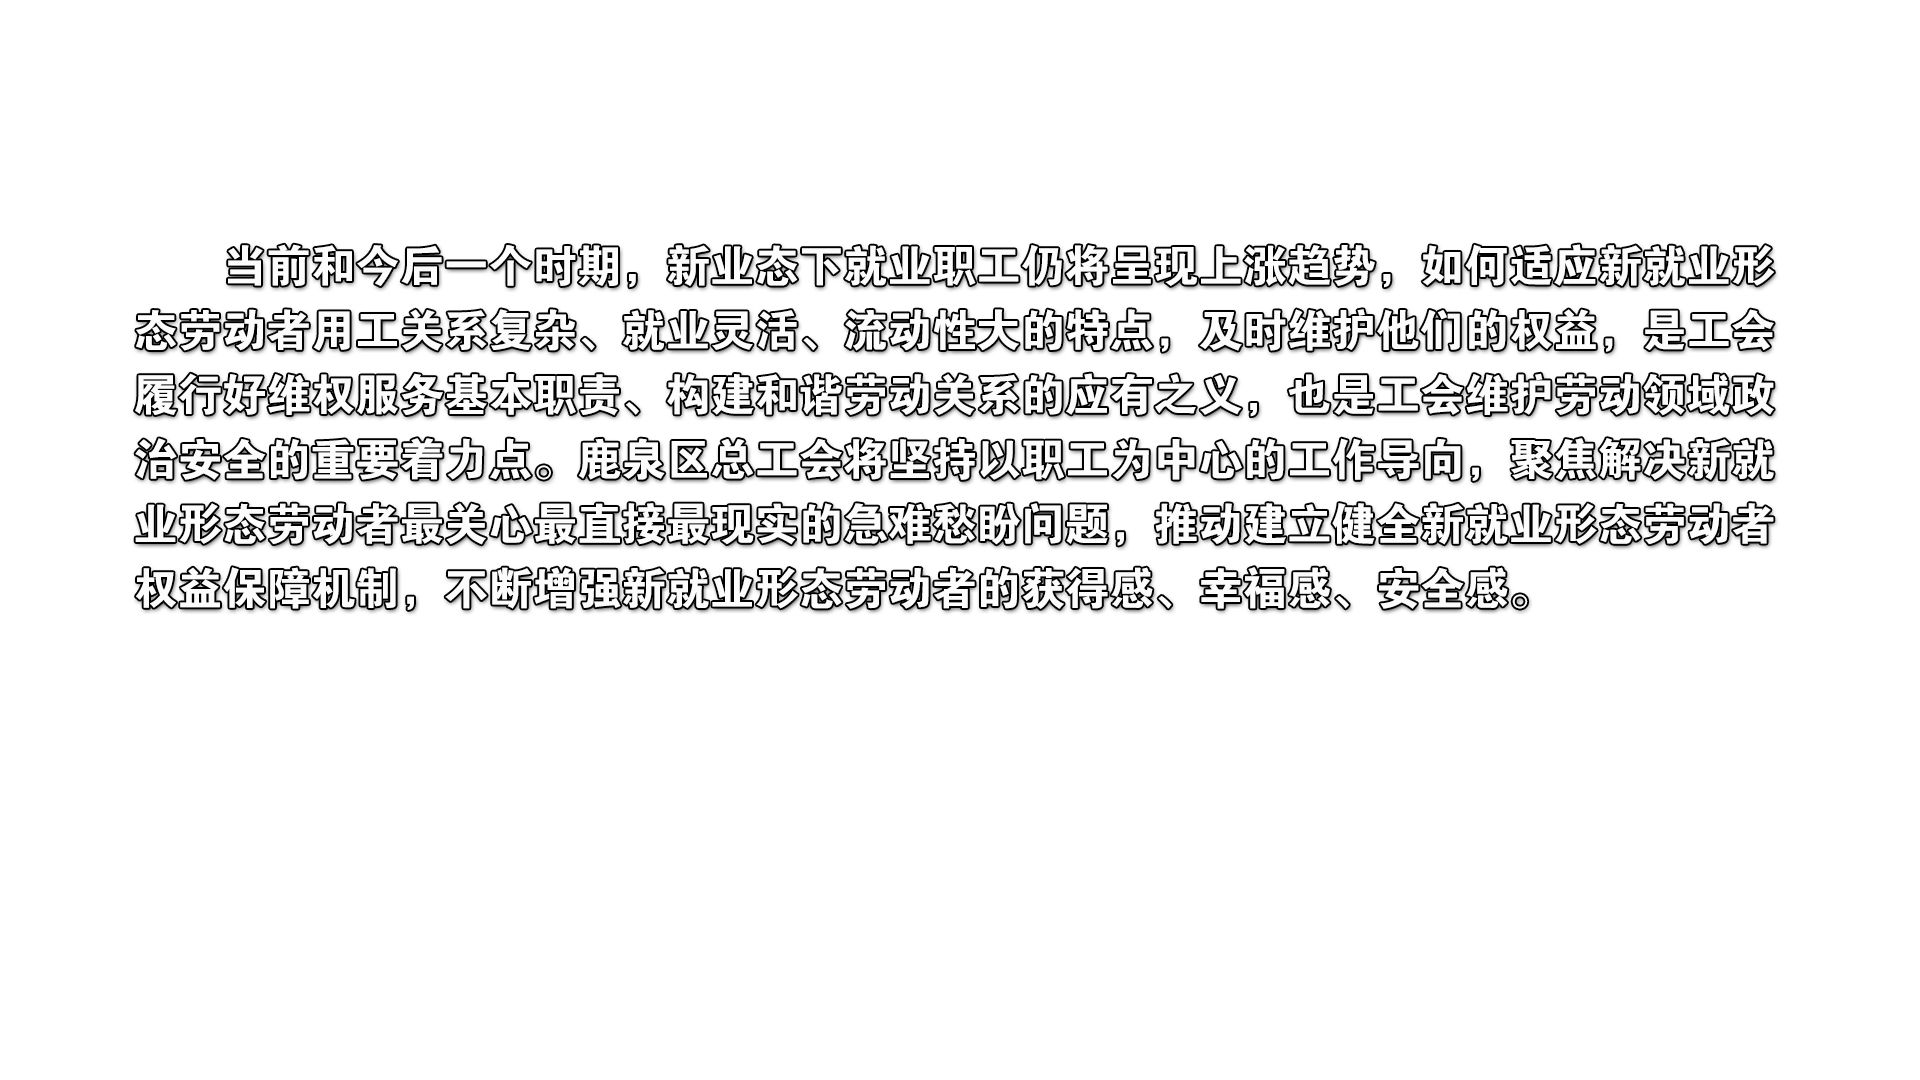 当前和今后一个时期，新业态下就业职工仍将呈现上涨趋势，如何适应新就业形
态劳动者用工关系复杂、就业灵活、流动性大的特点，及时维护他们的权益，是工会
履行好维权服务基本职责、构建和谐劳动关系的应有之义，也是工会维护劳动领域政
治安全的重要着力点。鹿泉区总工会将坚持以职工为中心的工作导向，聚焦解决新就
业形态劳动者最关心最直接最现实的急难愁盼问题，推动建立健全新就业形态劳动者
权益保障机制，不断增强新就业形态劳动者的获得感、幸福感、安全感。